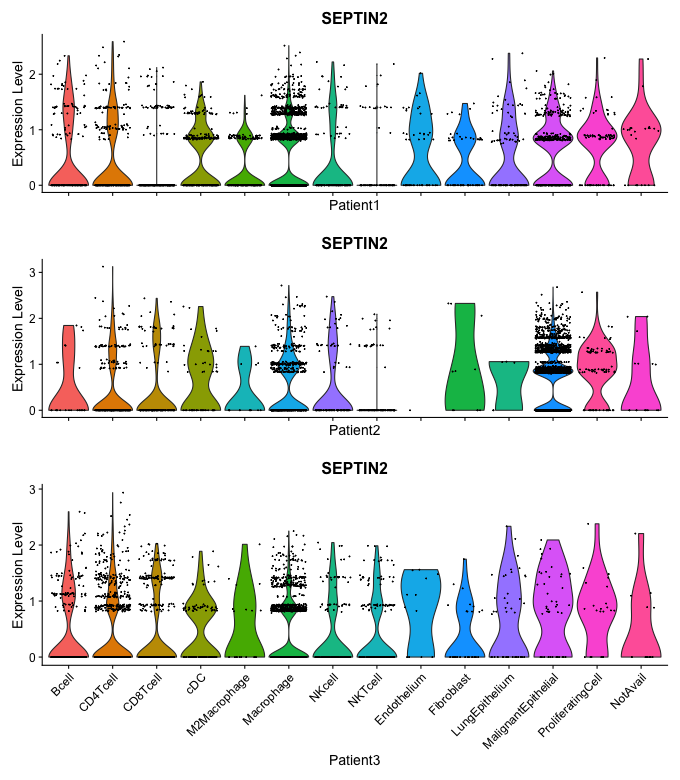 SEPTIN2
Expression Level
2
1
0
Patient1
SEPTIN2
Expression Level
3
2
1
0
Patient2
SEPTIN2
Expression Level
3
2
1
0
Bcell
CD4Tcell
CD8Tcell
cDC
M2Macrophage
Macrophage
NKcell
NKTcell
Endothelium
Fibroblast
LungEpithelium
MalignantEpithelial
ProliferatingCell
NotAvail
Patient3